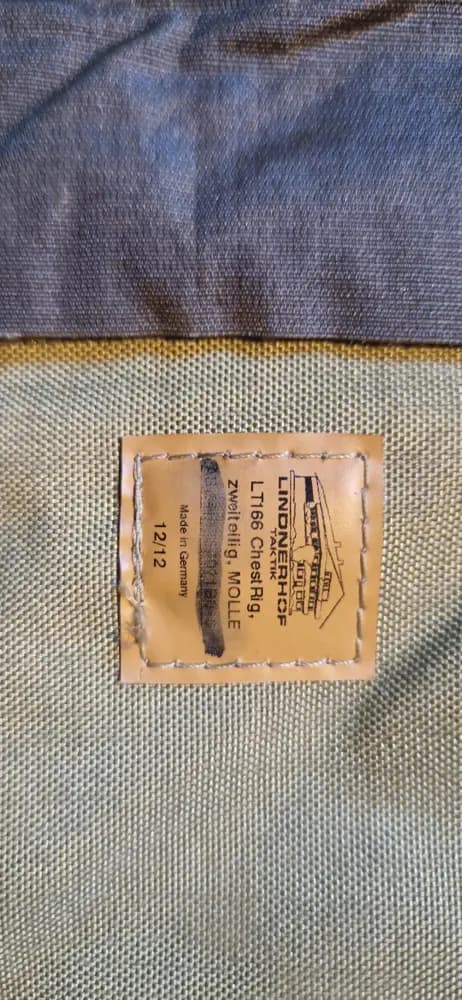 LINDNERHOF
TAKTIK
LT166 ChestRig,
zweiteilig, MOLLE
Made in Germany
12/12